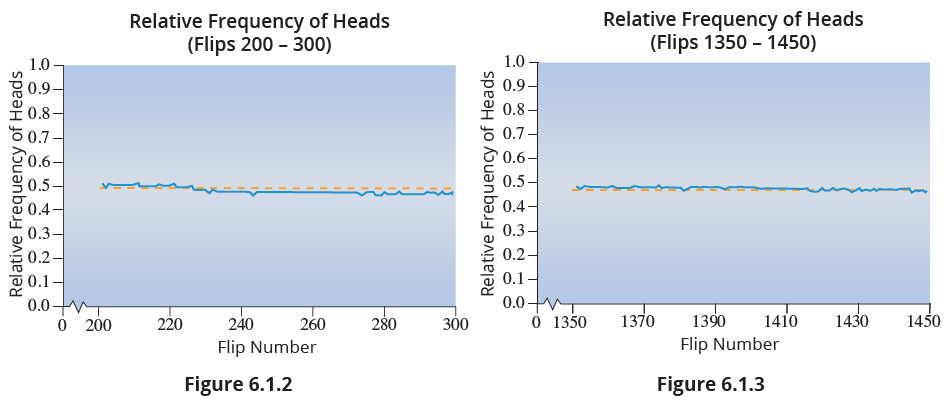 Relative Frequency of Heads
(Flips 200 – 300)
Relative Frequency of Heads
1.0
0.9
0.8
0.7
0.6
0.5
0.4
0.3
0.2
0.1
0.0
0 200 220 240 260 280 300
Flip Number
Figure 6.1.2
Relative Frequency of Heads
(Flips 1350 – 1450)
Relative Frequency of Heads
1.0
0.9
0.8
0.7
0.6
0.5
0.4
0.3
0.2
0.1
0.0
0 1350 1370 1390 1410 1430 1450
Flip Number
Figure 6.1.3